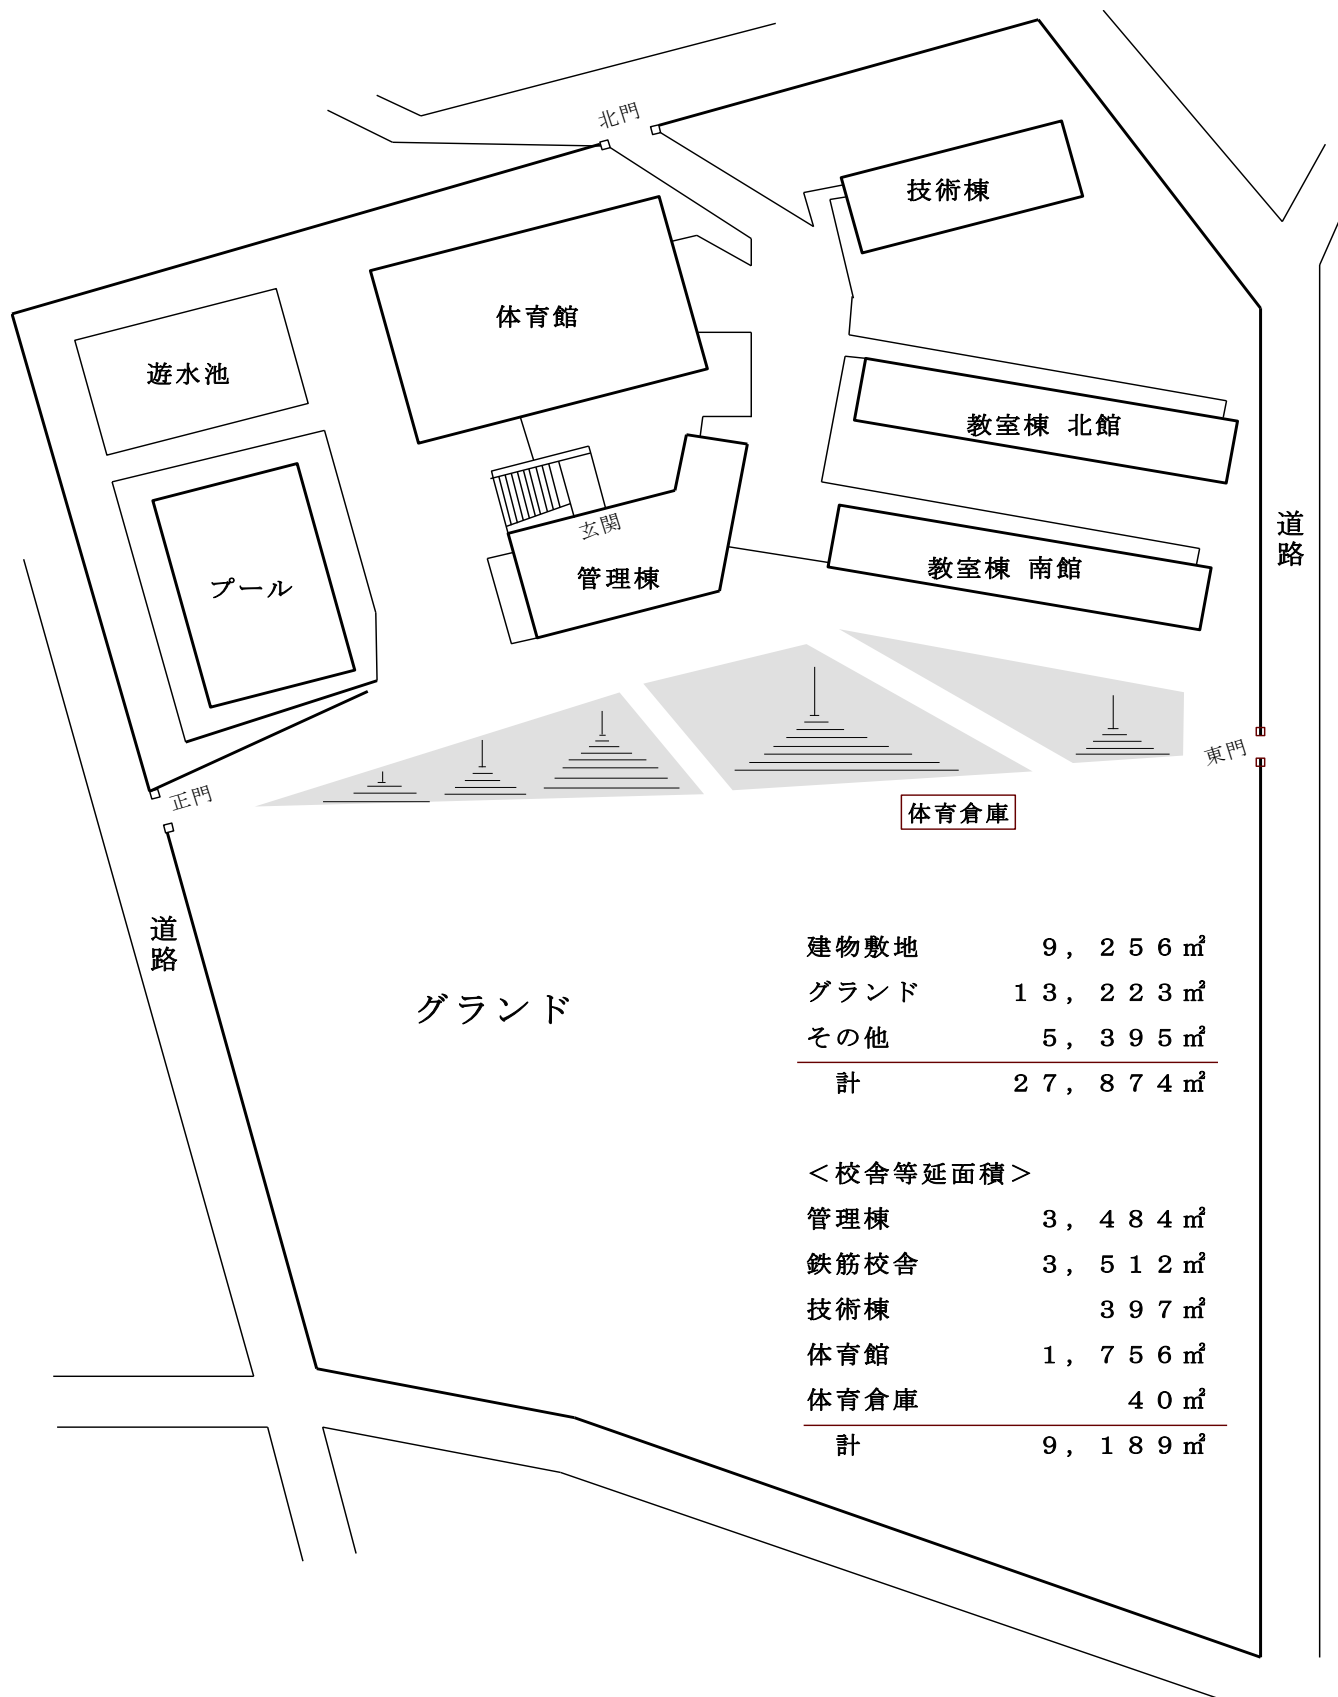 北門
技術棟
体育館
遊水池
教室棟 北館
玄関
道路
教室棟 南館
管理棟
プール
東門
正門
体育倉庫
道路
グランド
建物敷地 9,256㎡
グランド 13,223㎡
その他 5,395㎡
計 27,874㎡
＜校舎等延面積＞
管理棟 3,484㎡
鉄筋校舎 3,512㎡
技術棟 397㎡
体育館 1,756㎡
体育倉庫 40㎡
計 9,189㎡